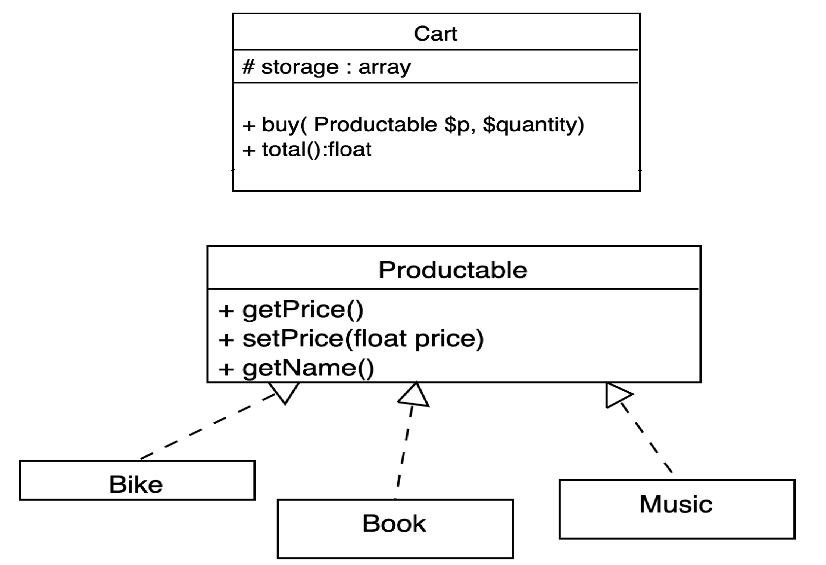 Cart
# storage : array
+ buy( Productable $p, $quantity)
+ total():float
Productable
+ getPrice()
+ setPrice(float price)
+ getName()
Bike
Book
Music